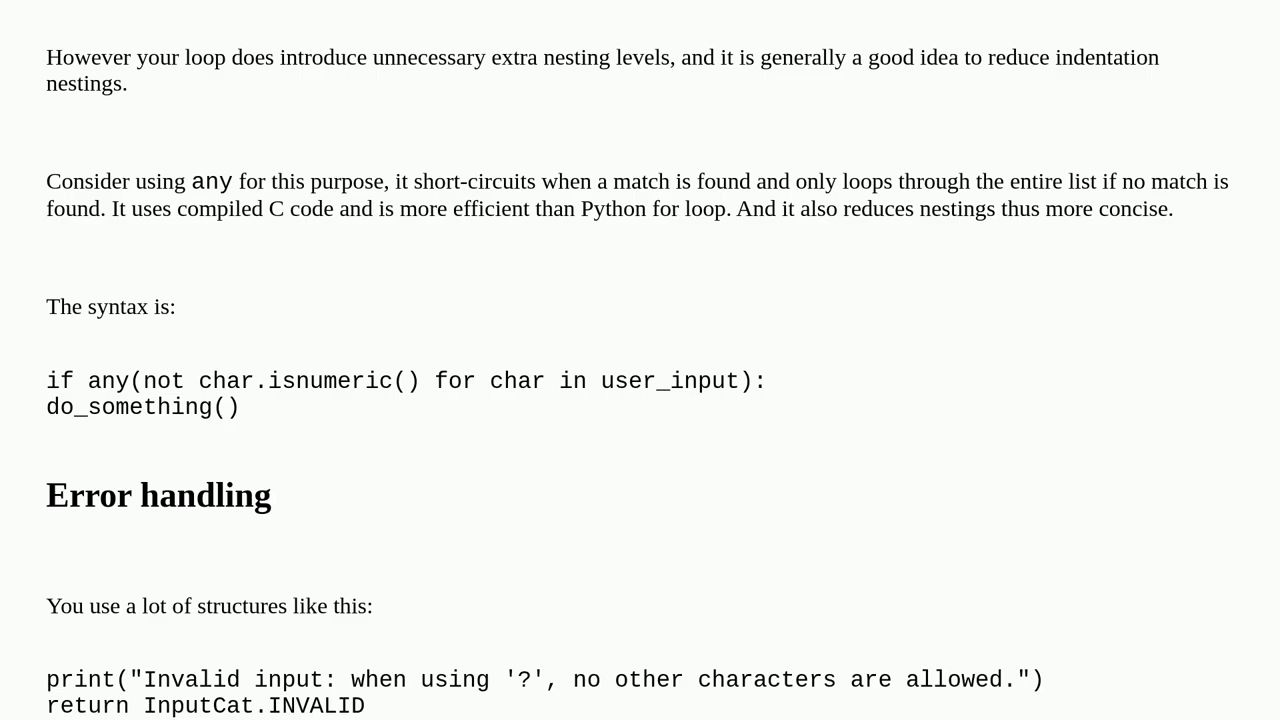 However your loop does introduce unnecessary extra nesting levels, and it is generally a good idea to reduce indentation
nestings.
Consider using any for this purpose, it short-circuits when a match is found and only loops through the entire list if no match is
found. It uses compiled C code and is more efficient than Python for loop. And it also reduces nestings thus more concise.
The syntax is:
if any(not char.isnumeric() for char in user_input):
do_something()
Error handling
You use a lot of structures like this:
print("Invalid input: when using '?', no other characters are allowed.")
return InputCat.INVALID